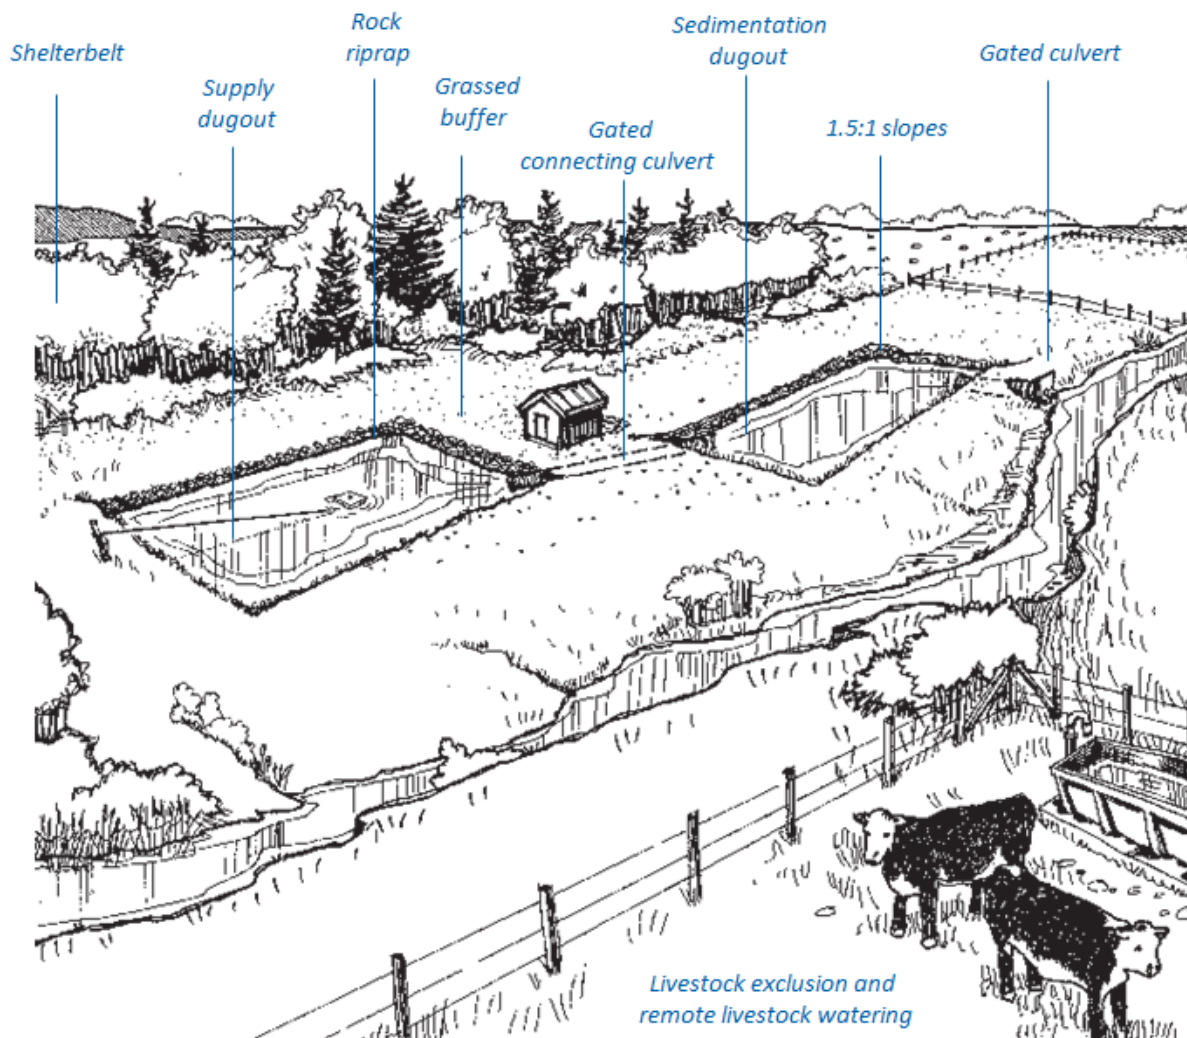 Shelterbelt
Supply
dugout
Rock
riprap
Grassed
buffer
Gated
connecting culvert
Sedimentation
dugout
1.5:1 slopes
Gated culvert
Livestock exclusion and
remote livestock watering